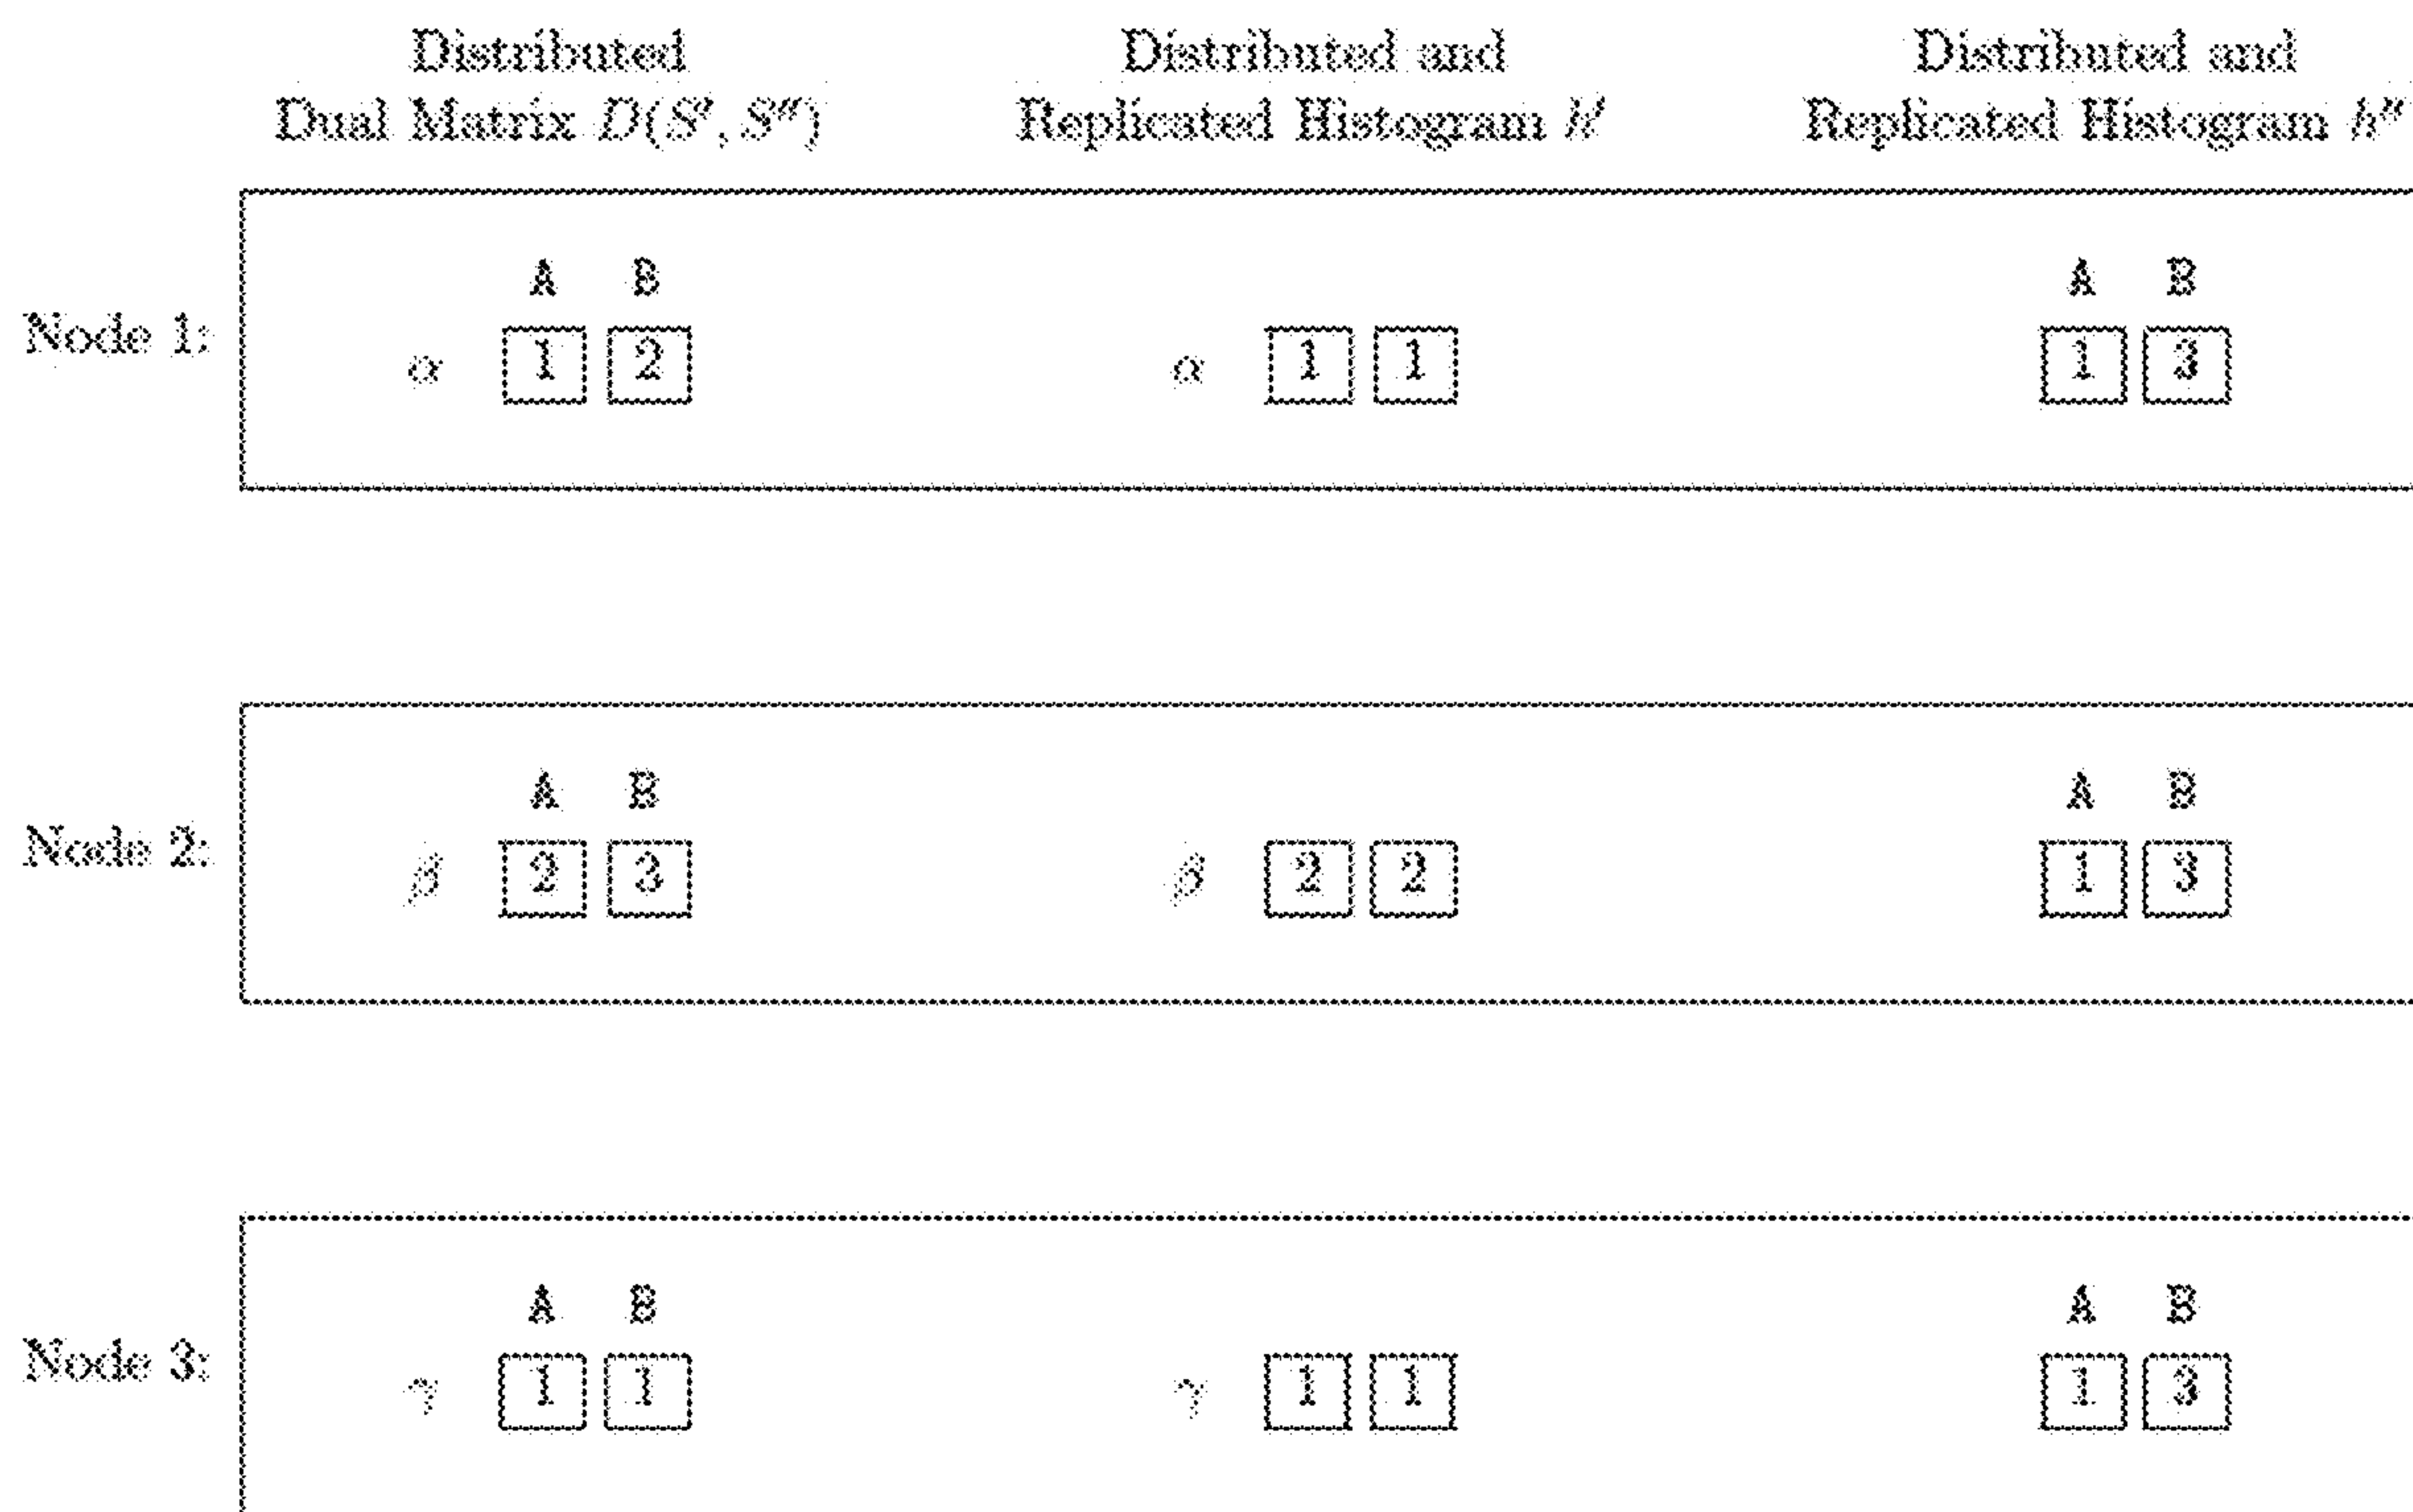 Distributed Distributed and Distributed and
Dual Matrix D(S′, S″) Replicated Histogram h′ Replicated Histogram h″
A B A B
Node 1: α 1 2 α 1 1 1 3
A B A B
Node 2: β 2 3 β 2 2 1 3
A B A B
Node 3: γ 1 1 γ 1 1 1 3